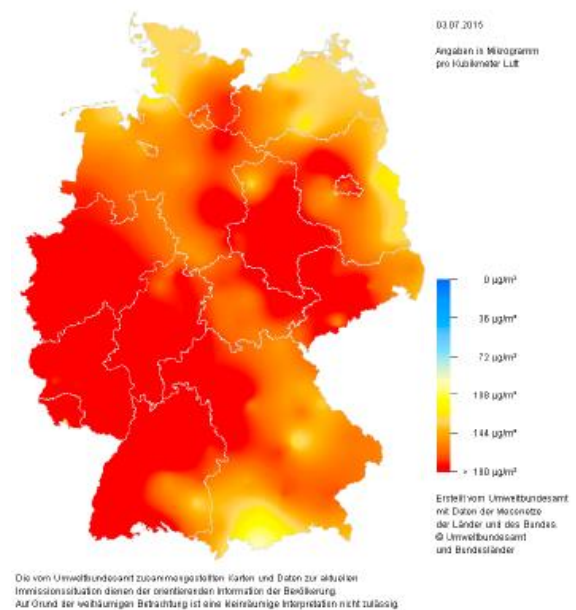 03.07.2015
Angaben in Mikrogramm
pro Kubikmeter Luft
0 µg/m³
36 µg/m³
72 µg/m³
108 µg/m³
144 µg/m³
> 180 µg/m³
Erstellt vom Umweltbundesamt
mit Daten der Messnetze
der Länder und des Bundes.
© Umweltbundesamt
und Bundesländer
Die vom Umweltbundesamt zusammengestellten Karten und Daten zur aktuellen
Immissionssituation dienen der orientierenden Information der Bevölkerung.
Auf Grund der weiträumigen Betrachtung ist eine kleinräumige Interpretation nicht zulässig.